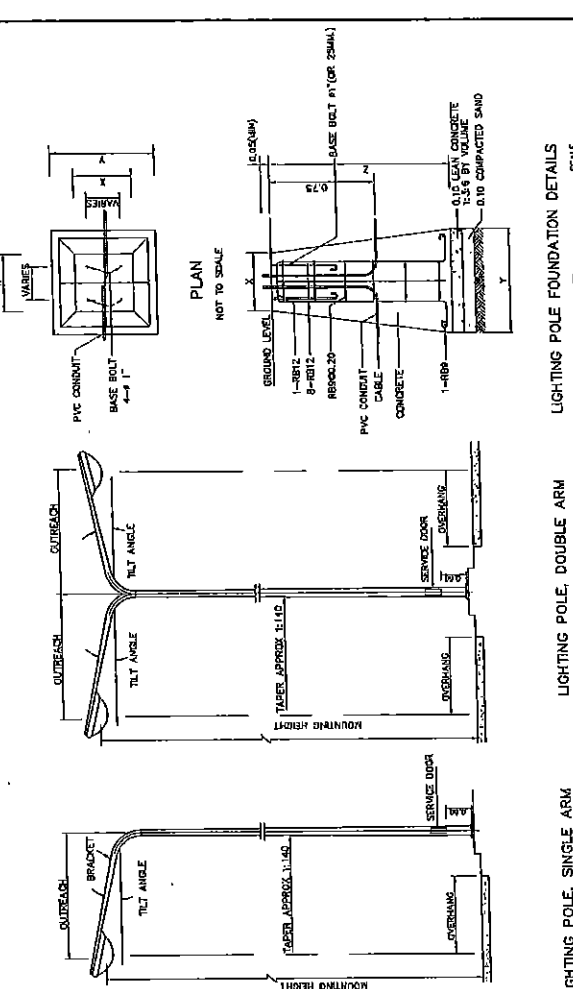 OUTREACH
BRACKET
TILT ANGLE
TAPER APPROX 1:140
MOUNTING HEIGHT
OVERHANG
SERVICE DOOR
LIGHTING POLE, SINGLE ARM
OUTREACH
OUTREACH
TILT ANGLE
TILT ANGLE
TAPER APPROX 1:140
MOUNTING HEIGHT
OVERHANG
OVERHANG
SERVICE DOOR
LIGHTING POLE, DOUBLE ARM
VARIES
VARIES
X
Y
PVC CONDUIT
BASE BOLT
4-ø 1"
PLAN
NOT TO SCALE
X
GROUND LEVEL
1-RB12
8-RB12
RB9@0.20
PVC CONDUIT
CABLE
CONCRETE
1-RB9
0.75
Z
Y
BASE BOLT ø1"(OR 25MM.)
0.10 LEAN CONCRETE
1:3:6 BY VOLUME
0.10 COMPACTED SAND
LIGHTING POLE FOUNDATION DETAILS
SCALE